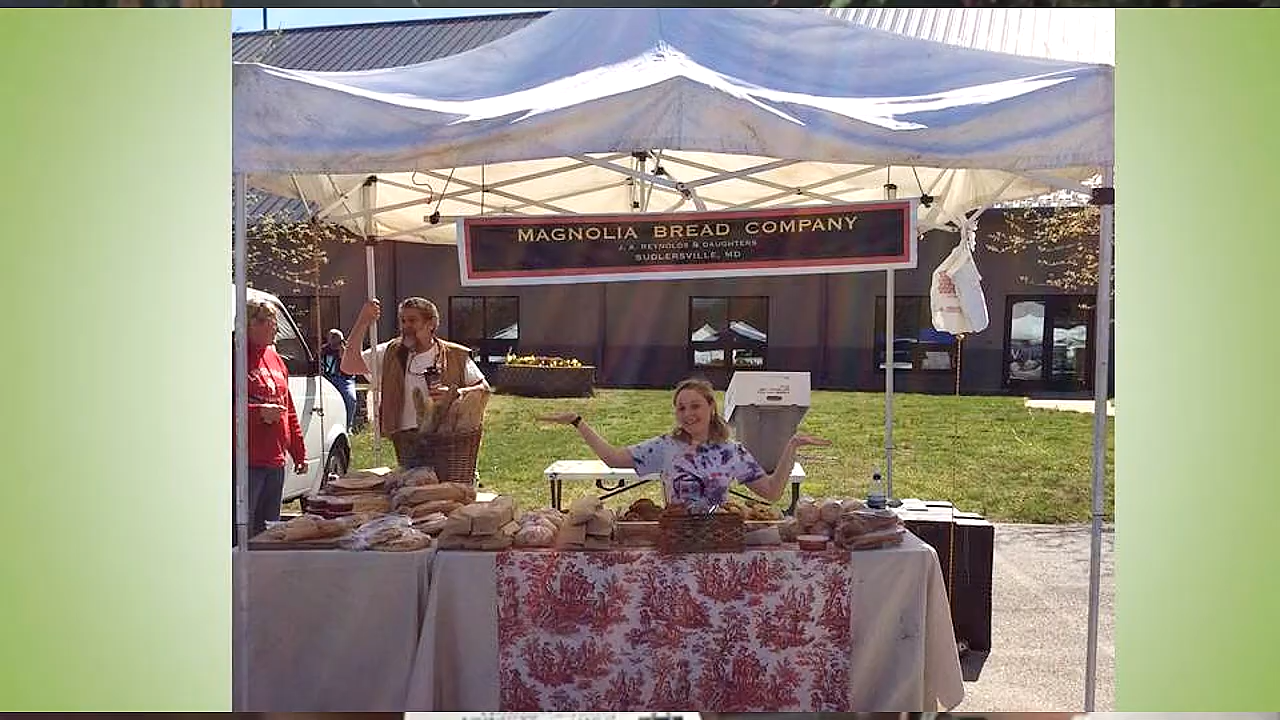 MAGNOLIA BREAD COMPANY
J. A. REYNOLDS & DAUGHTERS
SUDLERSVILLE, MD